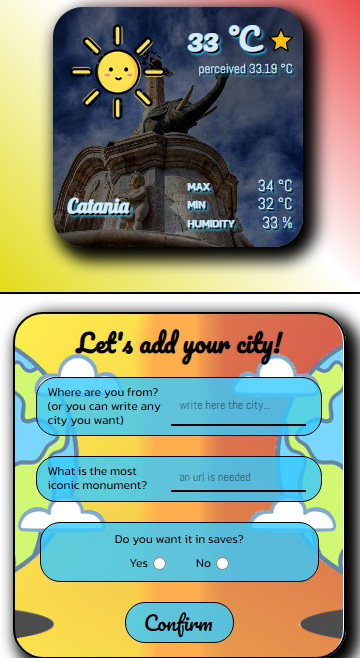 33 °C
perceived 33.19 °C
MAX 34 °C
MIN 32 °C
Catania
HUMIDITY 33 %
Let's add your city!
Where are you from?
(or you can write any
city you want)
write here the city...
What is the most
iconic monument?
an url is needed
Do you want it in saves?
Yes No
Confirm